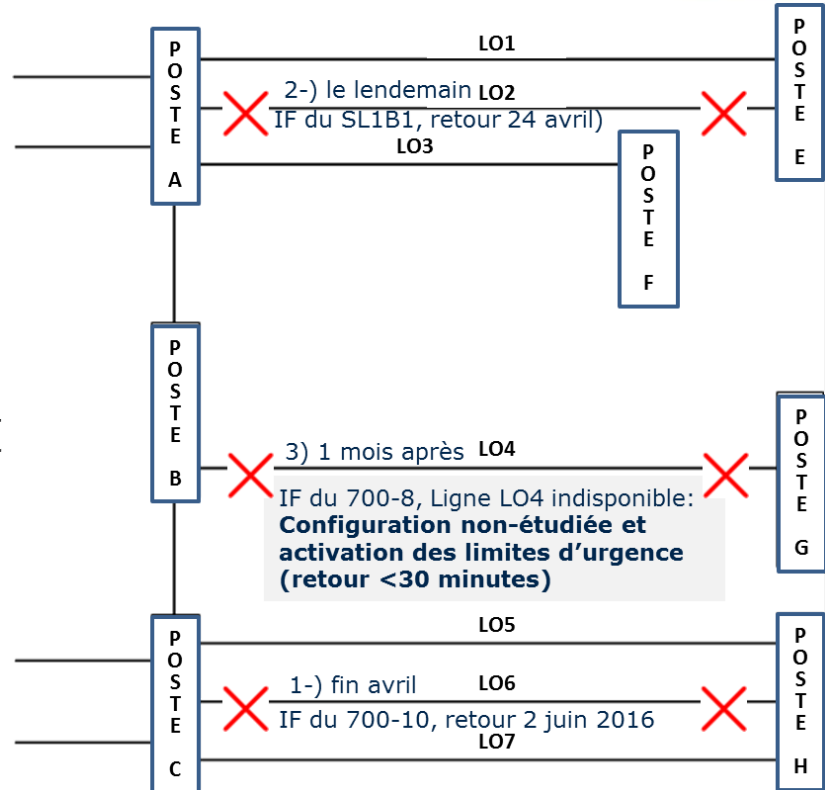 POSTE A
LO1
2-) le lendemain LO2
IF du SL1B1, retour 24 avril)
LO3
POSTE E
POSTE F
POSTE B
3) 1 mois après LO4
IF du 700-8, Ligne LO4 indisponible:
Configuration non-étudiée et
activation des limites d’urgence
(retour <30 minutes)
POSTE G
POSTE C
LO5
1-) fin avril LO6
IF du 700-10, retour 2 juin 2016
LO7
POSTE H